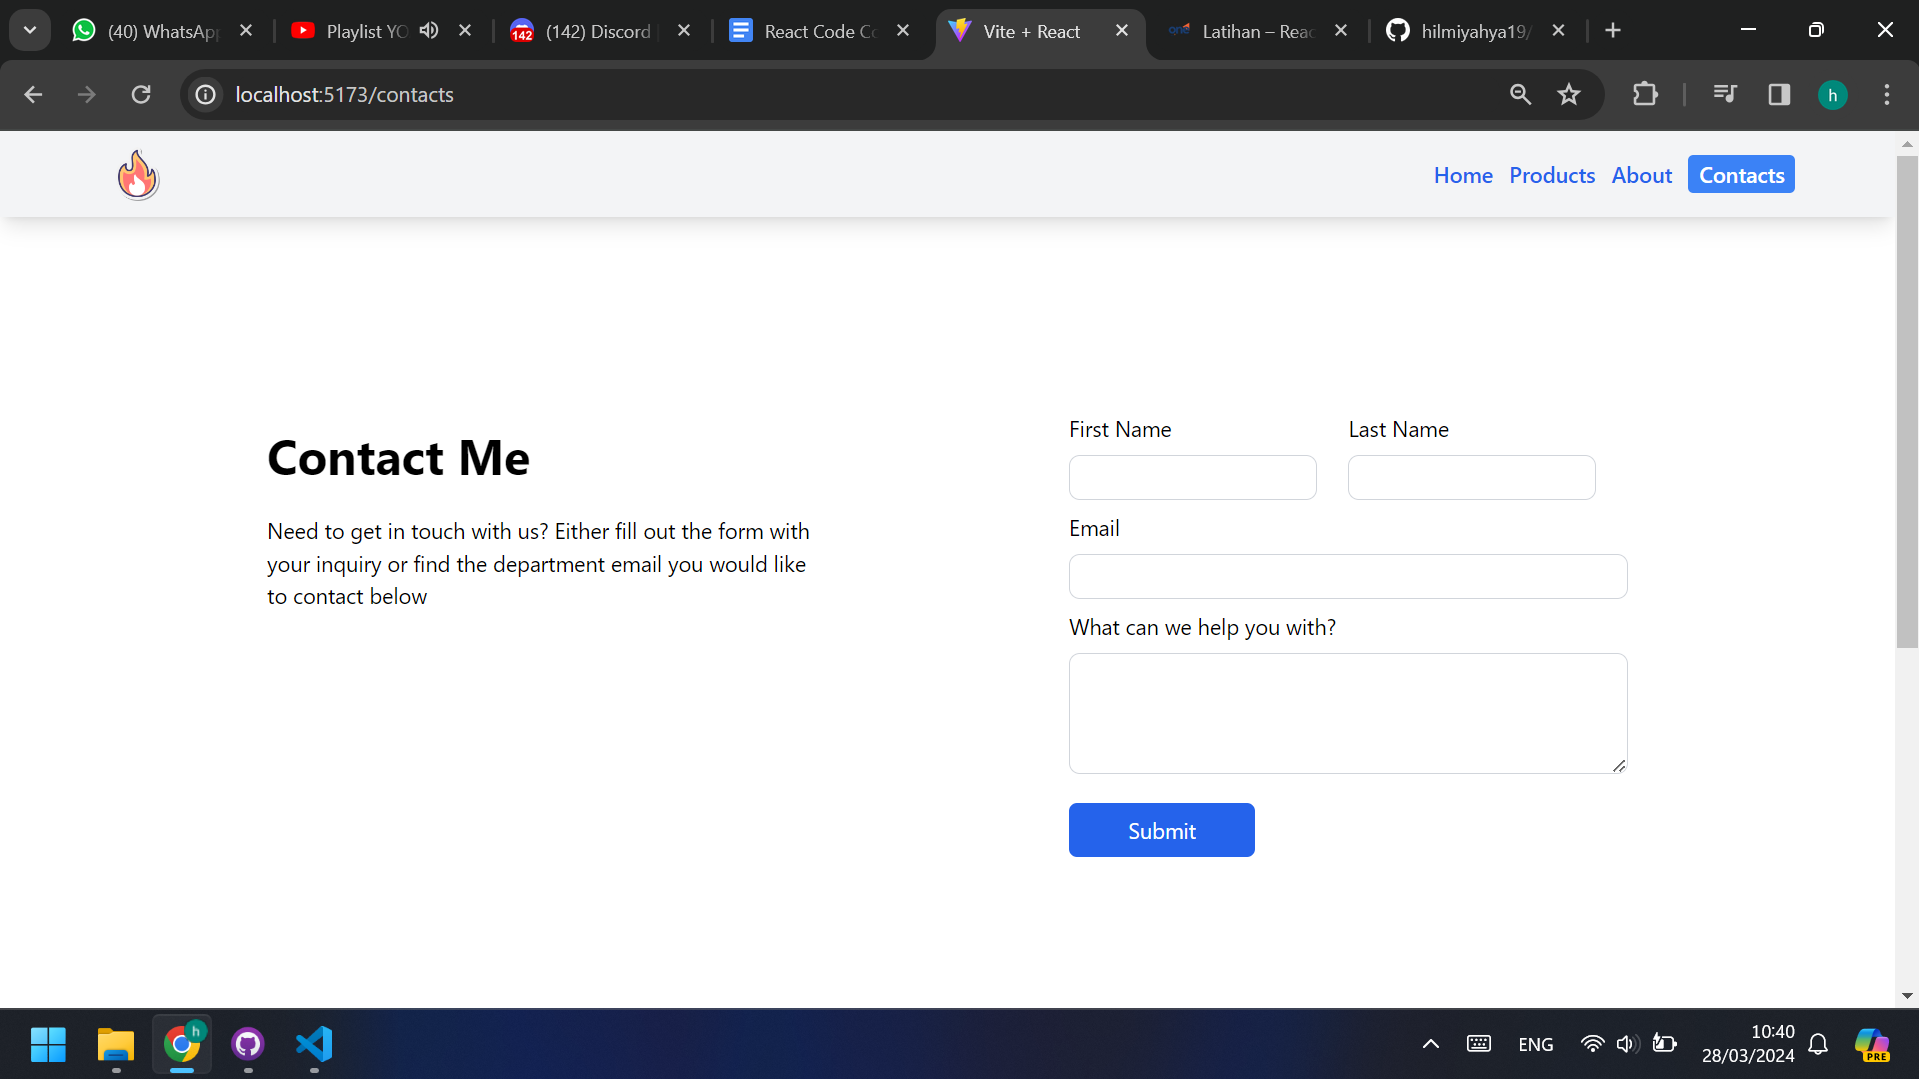 (40) WhatsApp
Playlist YO
142
(142) Discord
React Code Co
Vite + React
one
Latihan – Reac
hilmiyahya19/
localhost:5173/contacts
h
Home
Products
About
Contacts
Contact Me
Need to get in touch with us? Either fill out the form with
your inquiry or find the department email you would like
to contact below
First Name
Last Name
Email
What can we help you with?
Submit
h
ENG
10:40
28/03/2024
PRE